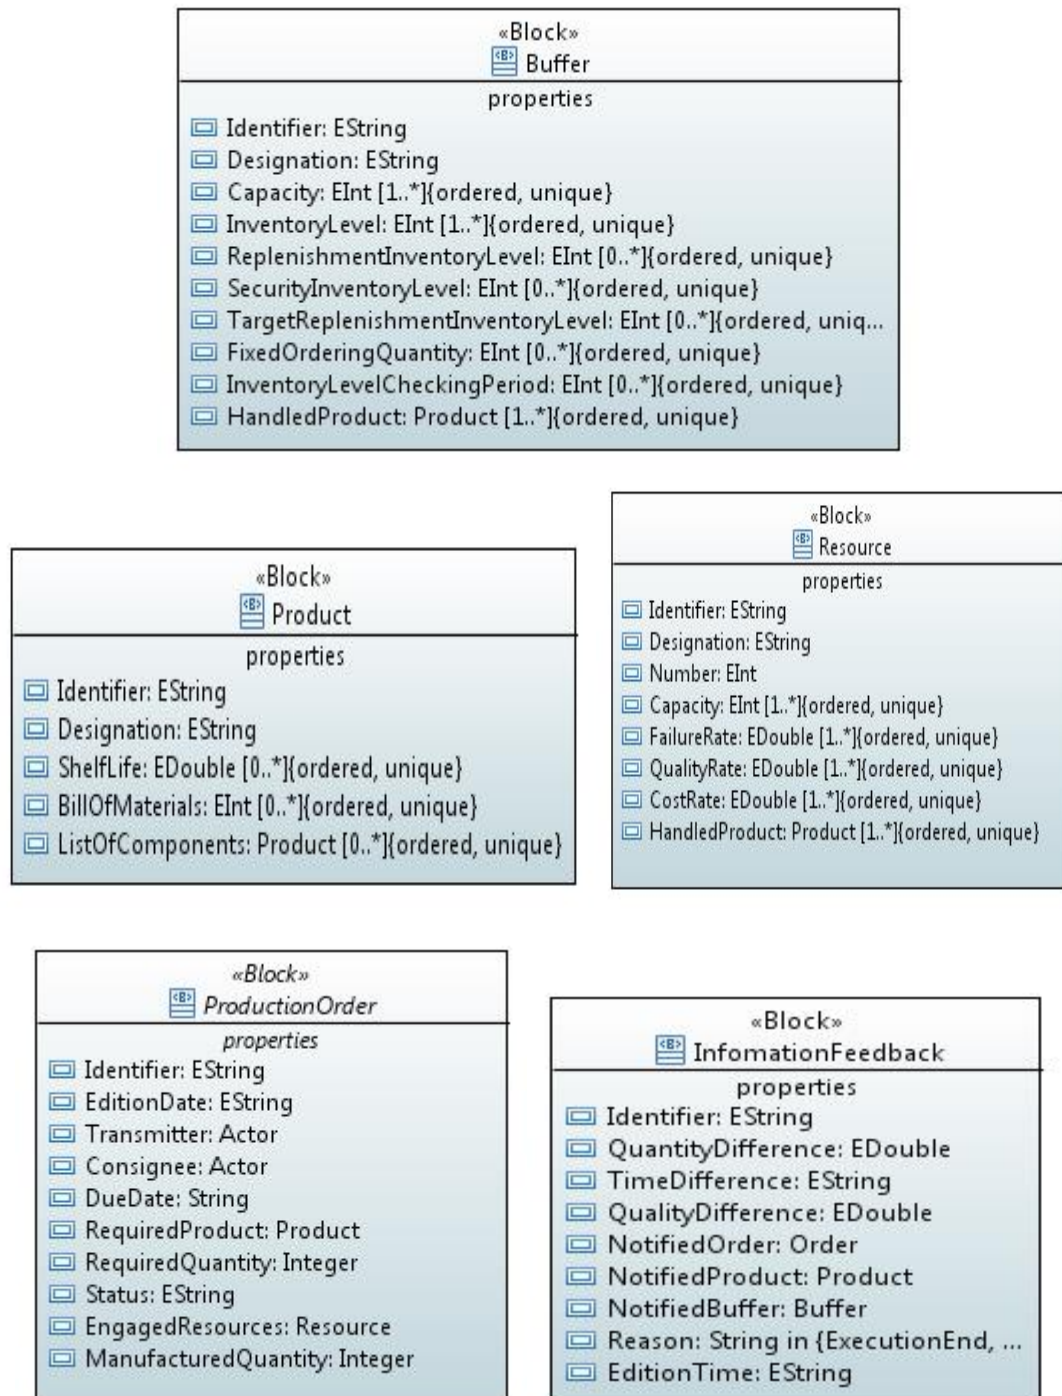 «Block»
Buffer
properties
Identifier: EString
Designation: EString
Capacity: EInt [1..*]{ordered, unique}
InventoryLevel: EInt [1..*]{ordered, unique}
ReplenishmentInventoryLevel: EInt [0..*]{ordered, unique}
SecurityInventoryLevel: EInt [0..*]{ordered, unique}
TargetReplenishmentInventoryLevel: EInt [0..*]{ordered, uniq...
FixedOrderingQuantity: EInt [0..*]{ordered, unique}
InventoryLevelCheckingPeriod: EInt [0..*]{ordered, unique}
HandledProduct: Product [1..*]{ordered, unique}
«Block»
Product
properties
Identifier: EString
Designation: EString
ShelfLife: EDouble [0..*]{ordered, unique}
BillOfMaterials: EInt [0..*]{ordered, unique}
ListOfComponents: Product [0..*]{ordered, unique}
«Block»
Resource
properties
Identifier: EString
Designation: EString
Number: EInt
Capacity: EInt [1..*]{ordered, unique}
FailureRate: EDouble [1..*]{ordered, unique}
QualityRate: EDouble [1..*]{ordered, unique}
CostRate: EDouble [1..*]{ordered, unique}
HandledProduct: Product [1..*]{ordered, unique}
«Block»
ProductionOrder
properties
Identifier: EString
EditionDate: EString
Transmitter: Actor
Consignee: Actor
DueDate: String
RequiredProduct: Product
RequiredQuantity: Integer
Status: EString
EngagedResources: Resource
ManufacturedQuantity: Integer
«Block»
InfomationFeedback
properties
Identifier: EString
QuantityDifference: EDouble
TimeDifference: EString
QualityDifference: EDouble
NotifiedOrder: Order
NotifiedProduct: Product
NotifiedBuffer: Buffer
Reason: String in {ExecutionEnd, ...
EditionTime: EString